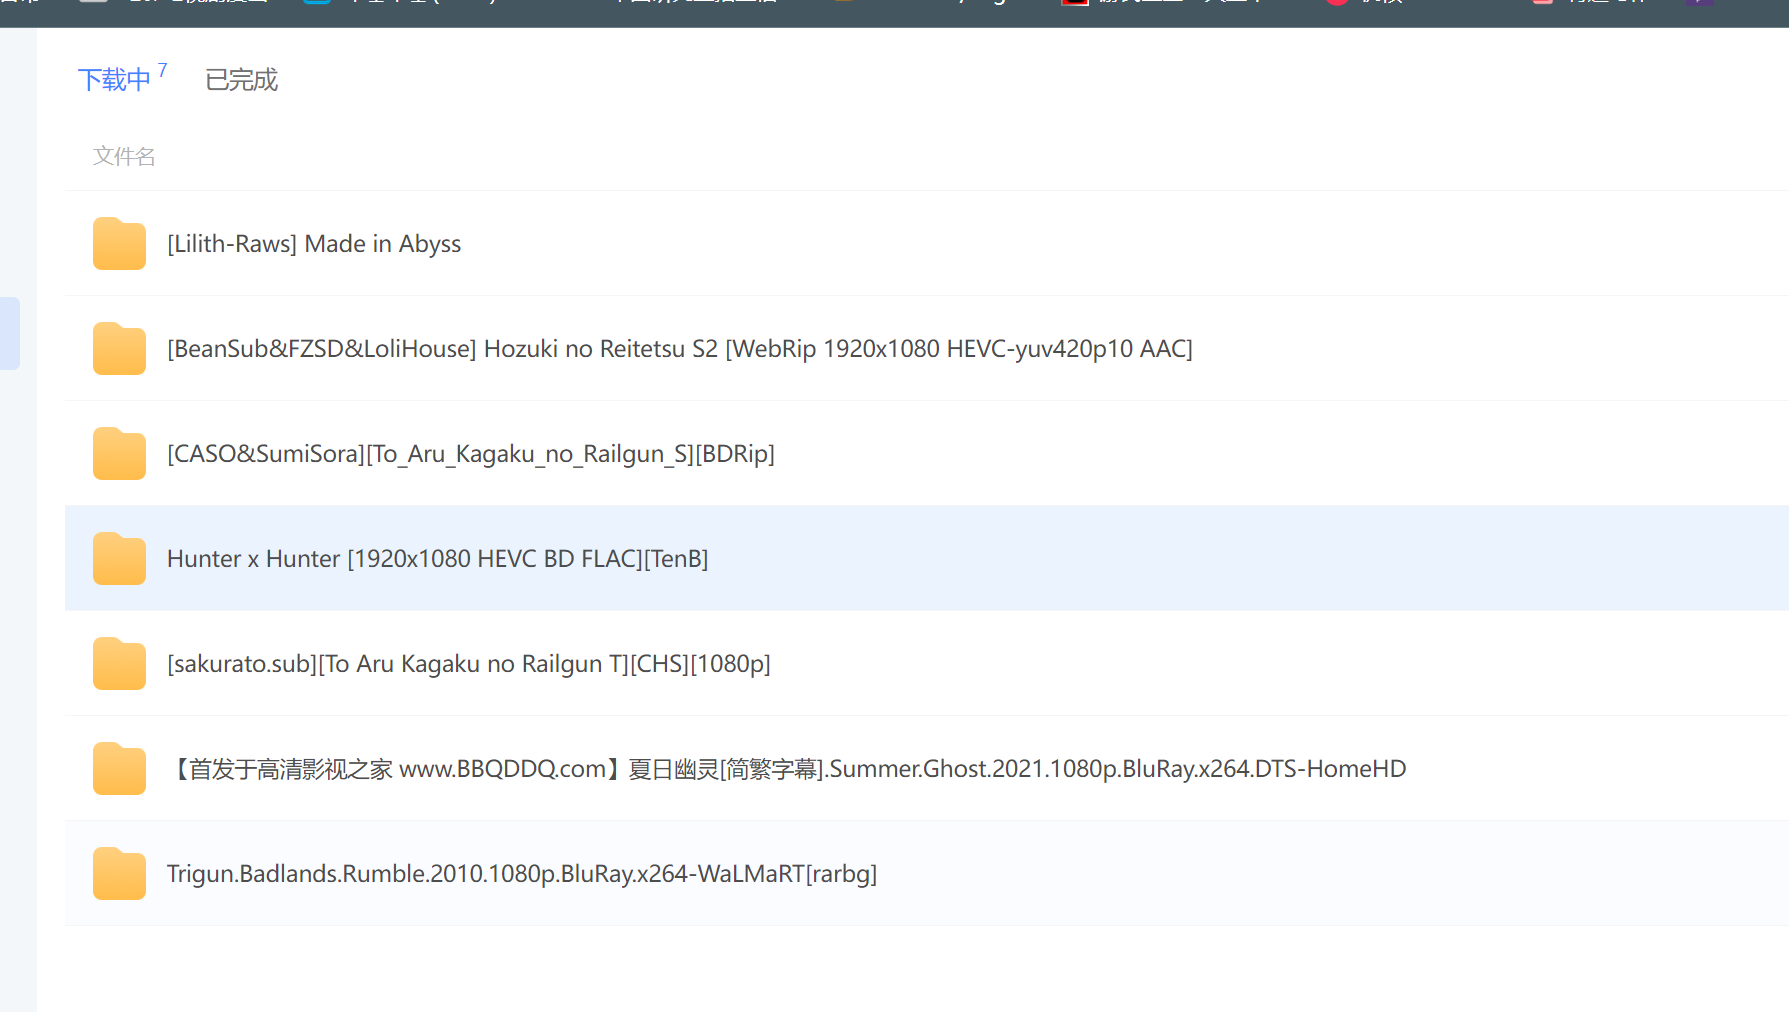 下载中 7 已完成
文件名
[Lilith-Raws] Made in Abyss
[BeanSub&FZSD&LoliHouse] Hozuki no Reitetsu S2 [WebRip 1920x1080 HEVC-yuv420p10 AAC]
[CASO&SumiSora][To_Aru_Kagaku_no_Railgun_S][BDRip]
Hunter x Hunter [1920x1080 HEVC BD FLAC][TenB]
[sakurato.sub][To Aru Kagaku no Railgun T][CHS][1080p]
【首发于高清影视之家 www.BBQDDQ.com】夏日幽灵[简繁字幕].Summer.Ghost.2021.1080p.BluRay.x264.DTS-HomeHD
Trigun.Badlands.Rumble.2010.1080p.BluRay.x264-WaLMaRT[rarbg]